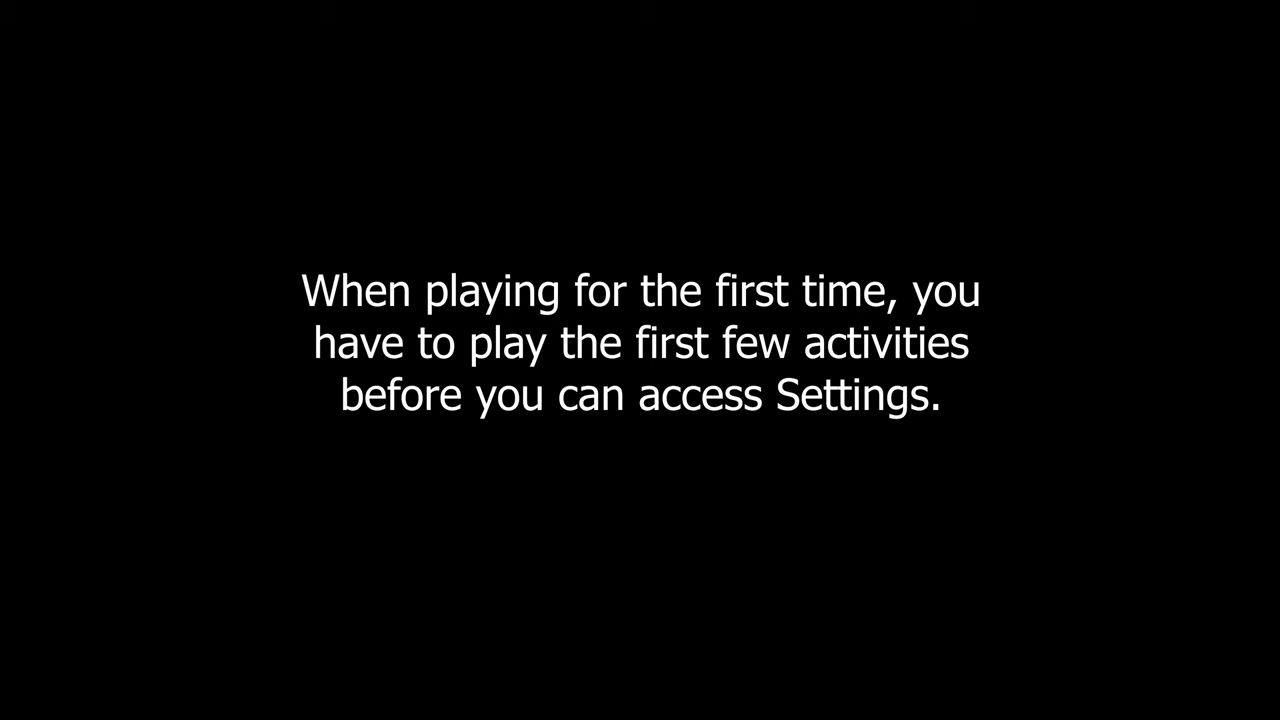 When playing for the first time, you
have to play the first few activities
before you can access Settings.